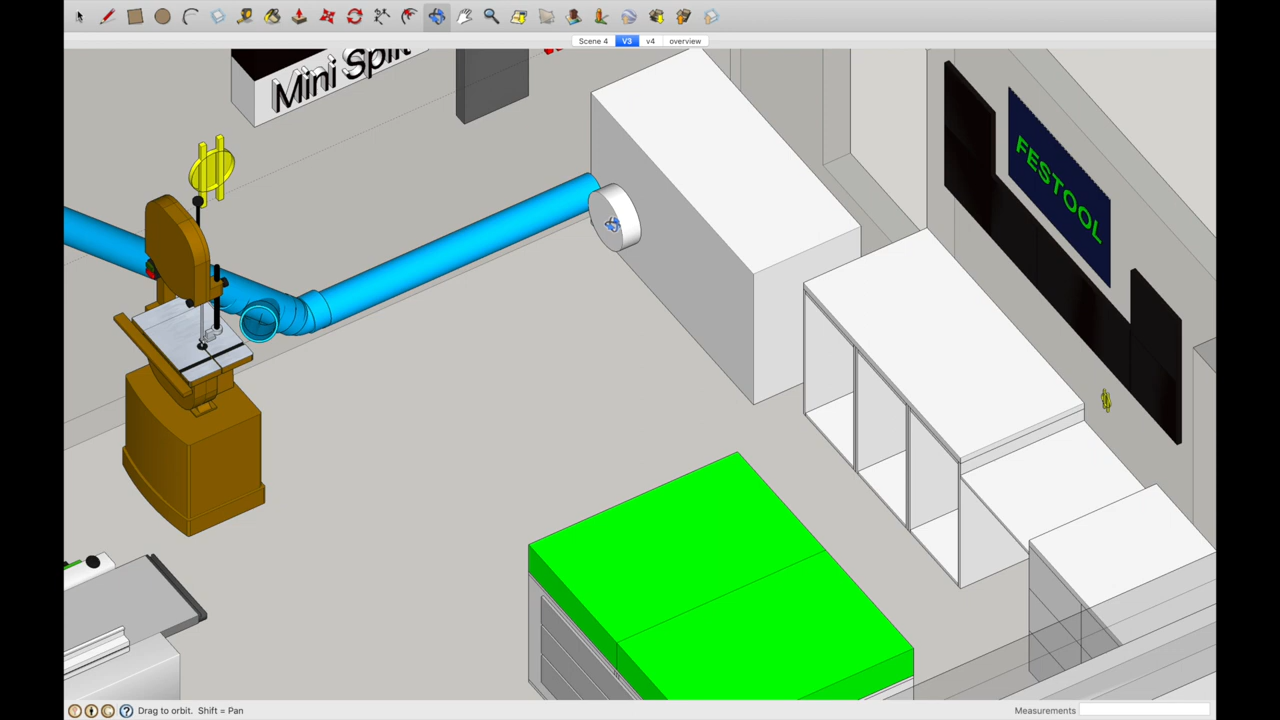 Scene 4 V3 v4 overview
Mini Split
FESTOOL
Drag to orbit. Shift = Pan
Measurements